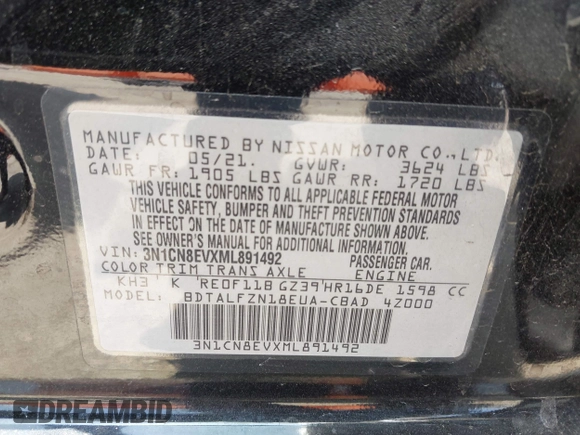 MANUFACTURED BY NISSAN MOTOR CO., LTD.
DATE: 05/21. GVWR: 3624 LBS
GAWR FR: 1905 LBS GAWR RR: 1720 LBS
THIS VEHICLE CONFORMS TO ALL APPLICABLE FEDERAL MOTOR
VEHICLE SAFETY, BUMPER AND THEFT PREVENTION STANDARDS
IN EFFECT ON THE DATE OF MANUFACTURE SHOWN ABOVE.
SEE OWNER'S MANUAL FOR ADDITIONAL INFORMATION.
VIN: 3N1CN8EVXML891492 PASSENGER CAR.
COLOR TRIM TRANS AXLE ENGINE
KH3 K RE0F11B GZ39 HR16DE 1598 CC
MODEL: BDTALFZN18EUA-CBAD 4Z000
3N1CN8EVXML891492
DREAMBID